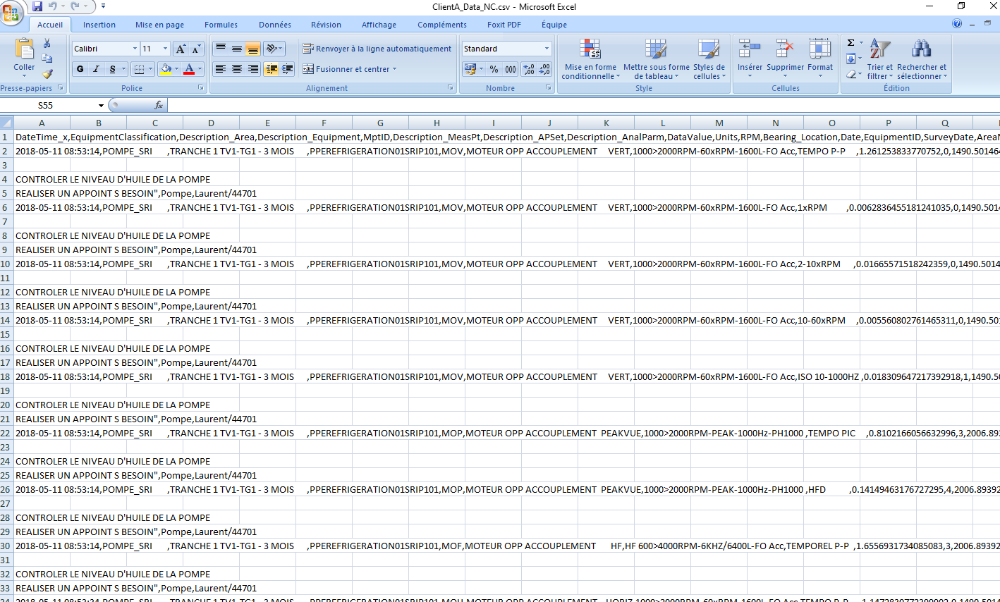 ClientA_Data_NC.csv - Microsoft Excel
Accueil Insertion Mise en page Formules Données Révision Affichage Compléments Foxit PDF Équipe
Coller
Presse-papiers
Calibri 11
G I S
Police
Renvoyer à la ligne automatiquement
Fusionner et centrer
Alignement
Standard
% 000
Nombre
Mise en forme conditionnelle
Mettre sous forme de tableau
Styles de cellules
Style
Insérer Supprimer Format
Cellules
Trier et filtrer
Rechercher et sélectionner
Édition
S55 fx
A B C D E F G H I J K L M N O P Q
1 DateTime_x,EquipmentClassification,Description_Area,Description_Equipment,MptID,Description_MeasPt,Description_APSet,Description_AnalParm,DataValue,Units,RPM,Bearing_Location,Date,EquipmentID,SurveyDate,Area
2 2018-05-11 08:53:14,POMPE_SRI ,TRANCHE 1 TV1-TG1 - 3 MOIS ,PPEREFRIGERATION01SRIP101,MOV,MOTEUR OPP ACCOUPLEMENT VERT,1000>2000RPM-60xRPM-1600L-FO Acc,TEMPO P-P ,1.261253833770752,0,1490.50146
3
4 CONTROLER LE NIVEAU D'HUILE DE LA POMPE
5 REALISER UN APPOINT S BESOIN",Pompe,Laurent/44701
6 2018-05-11 08:53:14,POMPE_SRI ,TRANCHE 1 TV1-TG1 - 3 MOIS ,PPEREFRIGERATION01SRIP101,MOV,MOTEUR OPP ACCOUPLEMENT VERT,1000>2000RPM-60xRPM-1600L-FO Acc,1xRPM ,0.0062836455181241035,0,1490.5014
7
8 CONTROLER LE NIVEAU D'HUILE DE LA POMPE
9 REALISER UN APPOINT S BESOIN",Pompe,Laurent/44701
10 2018-05-11 08:53:14,POMPE_SRI ,TRANCHE 1 TV1-TG1 - 3 MOIS ,PPEREFRIGERATION01SRIP101,MOV,MOTEUR OPP ACCOUPLEMENT VERT,1000>2000RPM-60xRPM-1600L-FO Acc,2-10xRPM ,0.01665571518242359,0,1490.5014
11
12 CONTROLER LE NIVEAU D'HUILE DE LA POMPE
13 REALISER UN APPOINT S BESOIN",Pompe,Laurent/44701
14 2018-05-11 08:53:14,POMPE_SRI ,TRANCHE 1 TV1-TG1 - 3 MOIS ,PPEREFRIGERATION01SRIP101,MOV,MOTEUR OPP ACCOUPLEMENT VERT,1000>2000RPM-60xRPM-1600L-FO Acc,10-60xRPM ,0.005560802761465311,0,1490.501
15
16 CONTROLER LE NIVEAU D'HUILE DE LA POMPE
17 REALISER UN APPOINT S BESOIN",Pompe,Laurent/44701
18 2018-05-11 08:53:14,POMPE_SRI ,TRANCHE 1 TV1-TG1 - 3 MOIS ,PPEREFRIGERATION01SRIP101,MOV,MOTEUR OPP ACCOUPLEMENT VERT,1000>2000RPM-60xRPM-1600L-FO Acc,ISO 10-1000HZ ,0.018309647217392918,1,1490.50
19
20 CONTROLER LE NIVEAU D'HUILE DE LA POMPE
21 REALISER UN APPOINT S BESOIN",Pompe,Laurent/44701
22 2018-05-11 08:53:14,POMPE_SRI ,TRANCHE 1 TV1-TG1 - 3 MOIS ,PPEREFRIGERATION01SRIP101,MOP,MOTEUR OPP ACCOUPLEMENT PEAKVUE,1000>2000RPM-PEAK-1000Hz-PH1000 ,TEMPO PIC ,0.8102166056632996,3,2006.893
23
24 CONTROLER LE NIVEAU D'HUILE DE LA POMPE
25 REALISER UN APPOINT S BESOIN",Pompe,Laurent/44701
26 2018-05-11 08:53:14,POMPE_SRI ,TRANCHE 1 TV1-TG1 - 3 MOIS ,PPEREFRIGERATION01SRIP101,MOP,MOTEUR OPP ACCOUPLEMENT PEAKVUE,1000>2000RPM-PEAK-1000Hz-PH1000 ,HFD ,0.14149463176727295,4,2006.89392
27
28 CONTROLER LE NIVEAU D'HUILE DE LA POMPE
29 REALISER UN APPOINT S BESOIN",Pompe,Laurent/44701
30 2018-05-11 08:53:14,POMPE_SRI ,TRANCHE 1 TV1-TG1 - 3 MOIS ,PPEREFRIGERATION01SRIP101,MOF,MOTEUR OPP ACCOUPLEMENT HF,HF 600>4000RPM-6KHZ/6400L-FO Acc,TEMPOREL P-P ,1.6556931734085083,3,2006.89392
31
32 CONTROLER LE NIVEAU D'HUILE DE LA POMPE
33 REALISER UN APPOINT S BESOIN",Pompe,Laurent/44701